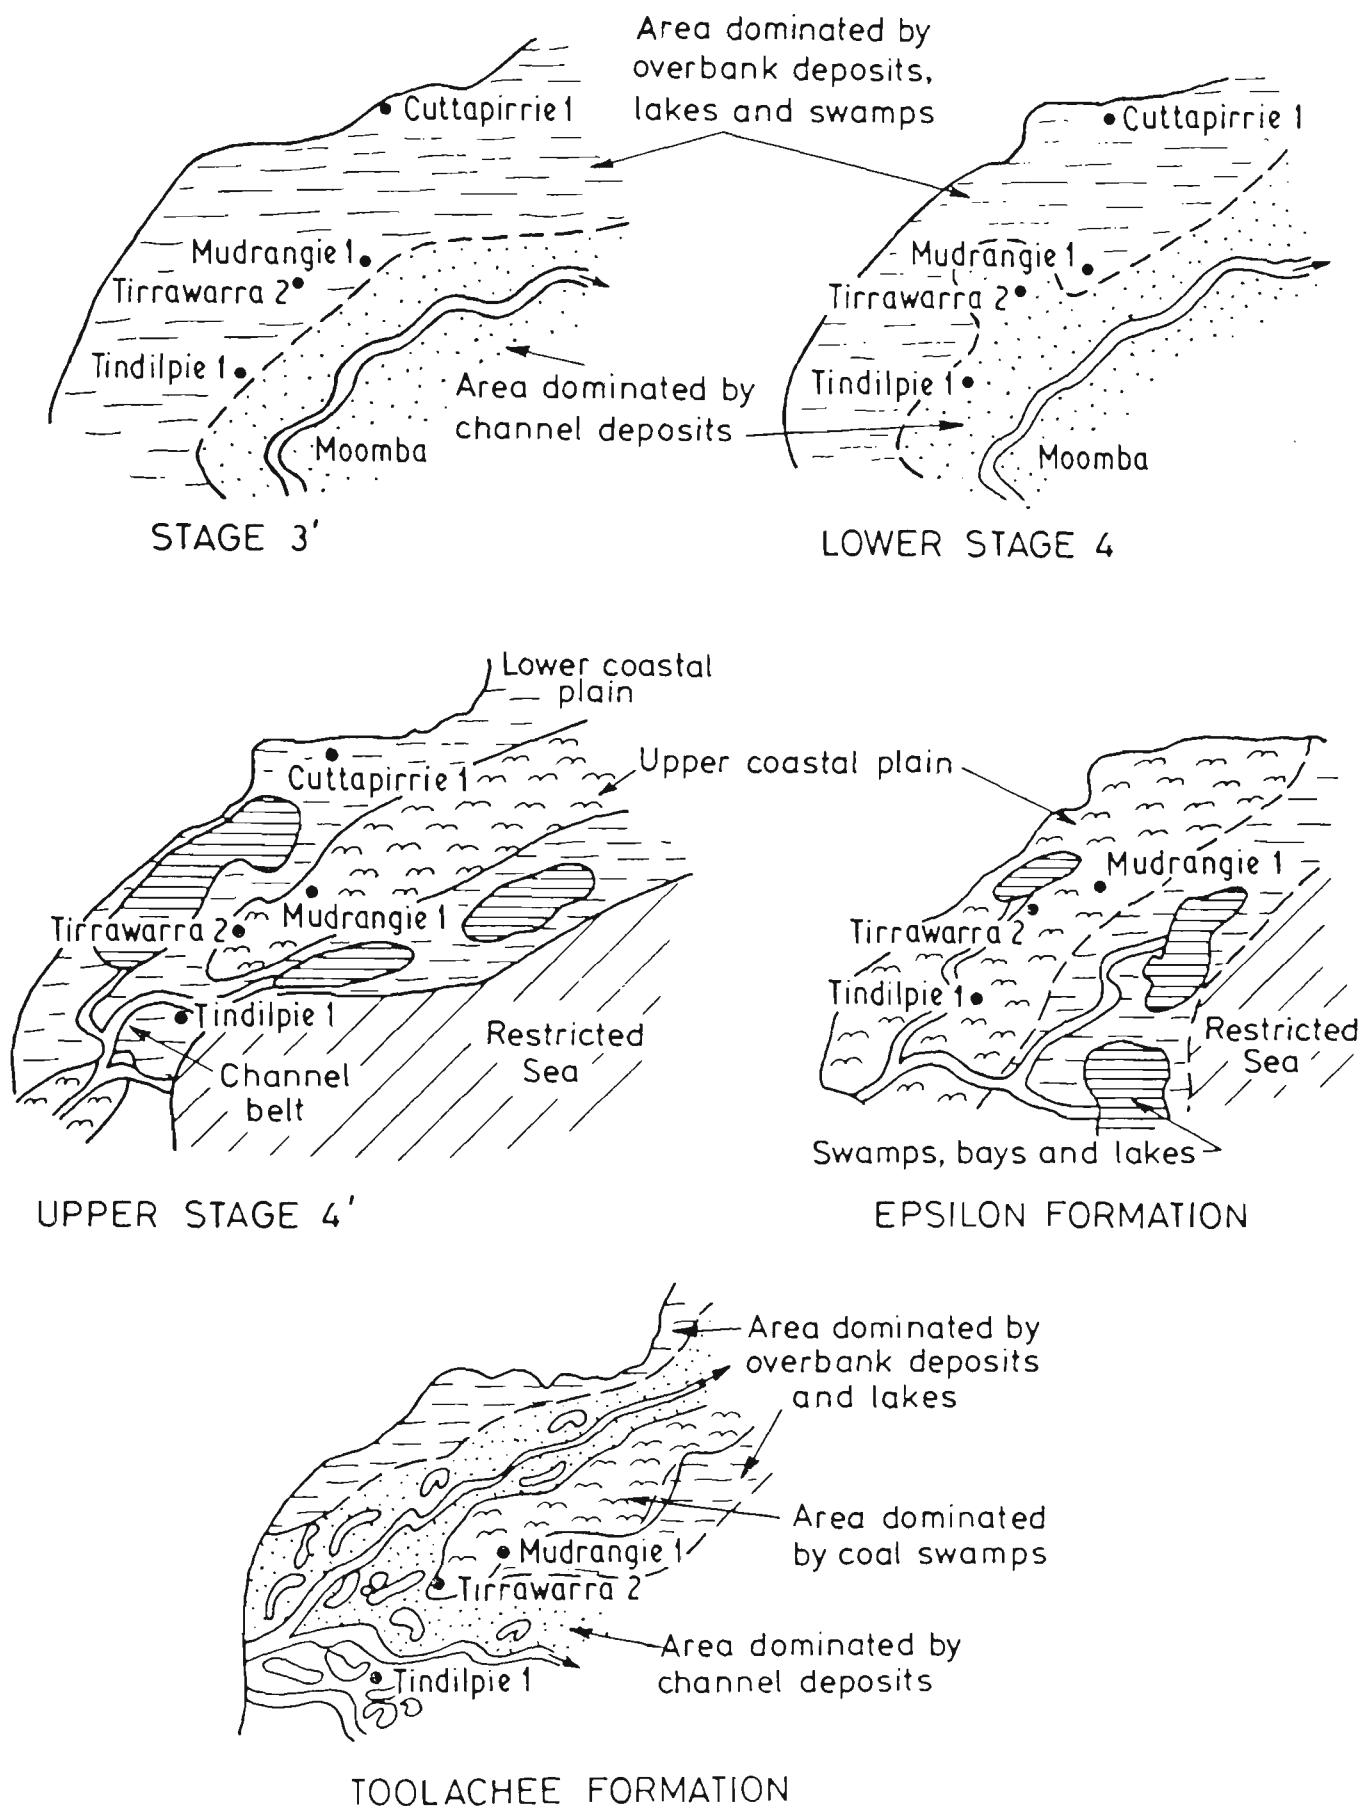 Area dominated by
overbank deposits,
lakes and swamps
Cuttapirrie 1
Mudrangie 1
Tirrawarra 2
Tindilpie 1
Moomba
STAGE 3'
Cuttapirrie 1
Mudrangie 1
Tirrawarra 2
Tindilpie 1
Moomba
LOWER STAGE 4
Area dominated by
channel deposits
Lower coastal
plain
Cuttapirrie 1
Upper coastal plain
Mudrangie 1
Tirrawarra 2
Tindilpie 1
Channel
belt
Restricted
Sea
UPPER STAGE 4'
Mudrangie 1
Tirrawarra 2
Tindilpie 1
Restricted
Sea
Swamps, bays and lakes
EPSILON FORMATION
Area dominated by
overbank deposits
and lakes
Area dominated
by coal swamps
Mudrangie 1
Tirrawarra 2
Area dominated by
channel deposits
Tindilpie 1
TOOLACHEE FORMATION